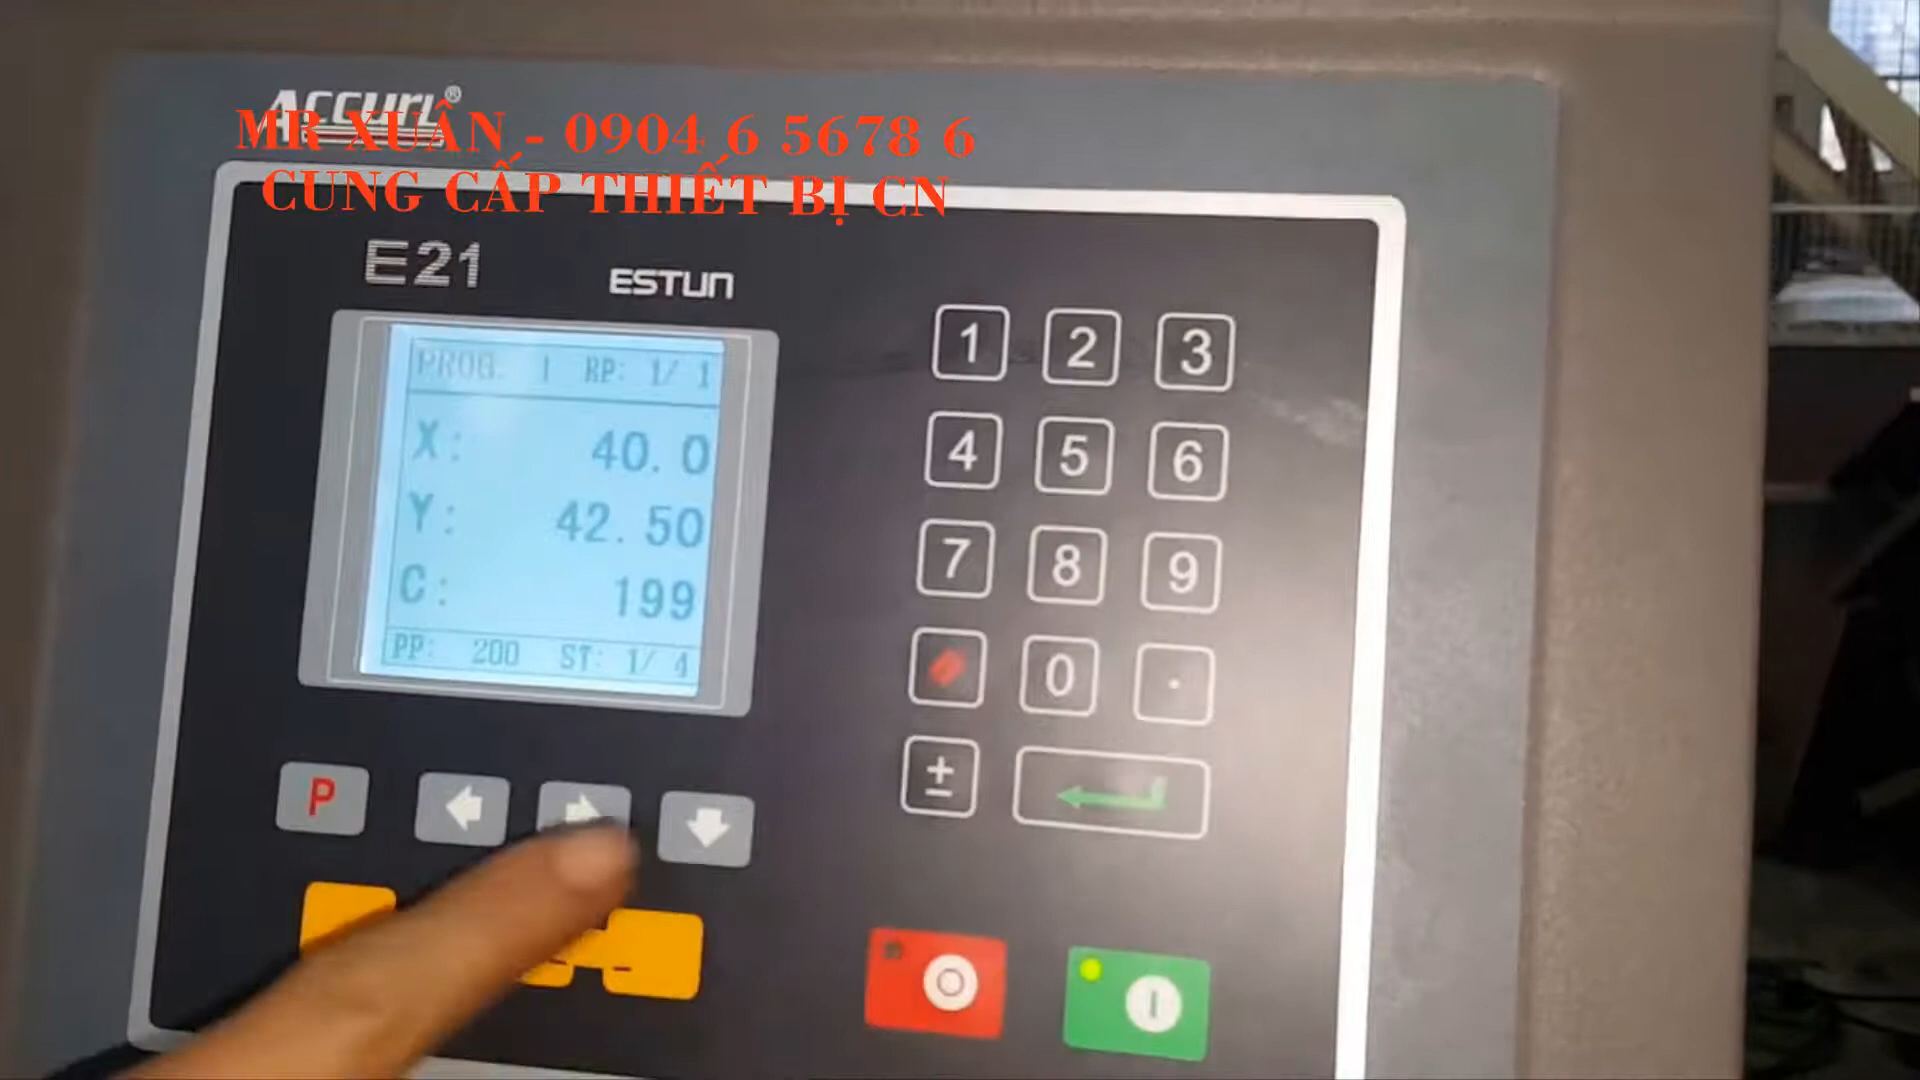 Accurl®
MR XUÂN - 0904 6 5678 6
CUNG CẤP THIẾT BỊ CN
E21 ESTUN
PROG: 1 RP: 1/ 1
X: 40.0
Y: 42.50
C: 199
PP: 200 ST: 1/ 4
1 2 3
4 5 6
7 8 9
0 .
±
P